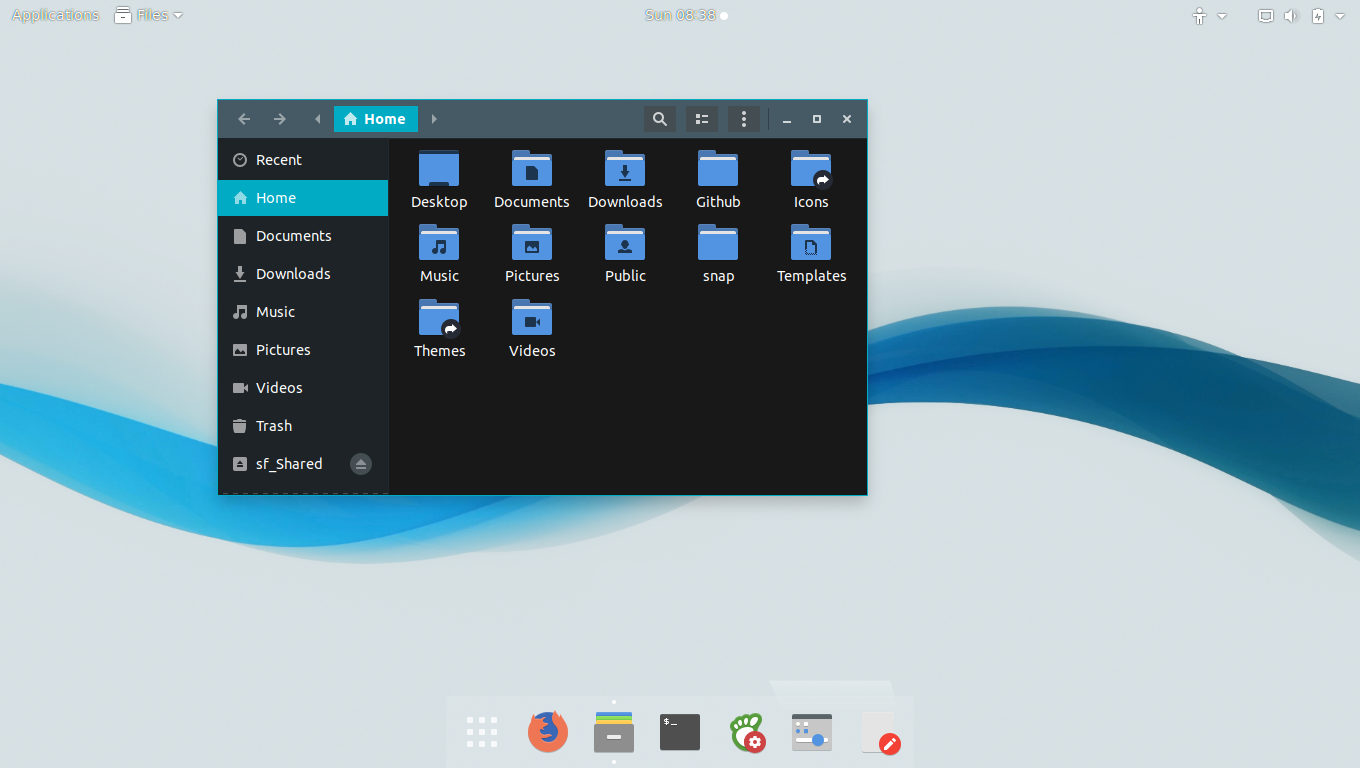 Applications Files Sun 08:38
Home
Recent
Home
Documents
Downloads
Music
Pictures
Videos
Trash
sf_Shared
Desktop Documents Downloads Github Icons
Music Pictures Public snap Templates
Themes Videos
$_